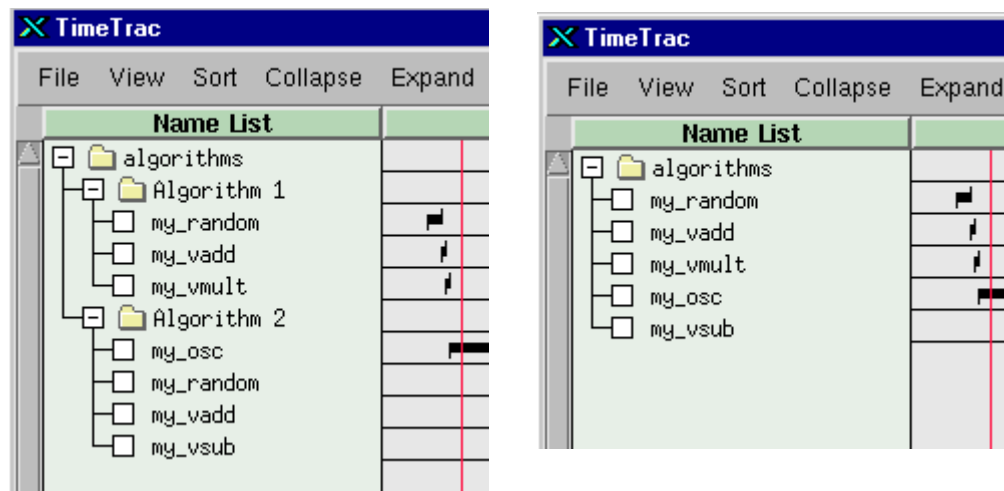 TimeTrac
File View Sort Collapse Expand
Name List
algorithms
Algorithm 1
my_random
my_vadd
my_vmult
Algorithm 2
my_osc
my_random
my_vadd
my_vsub
TimeTrac
File View Sort Collapse Expand
Name List
algorithms
my_random
my_vadd
my_vmult
my_osc
my_vsub